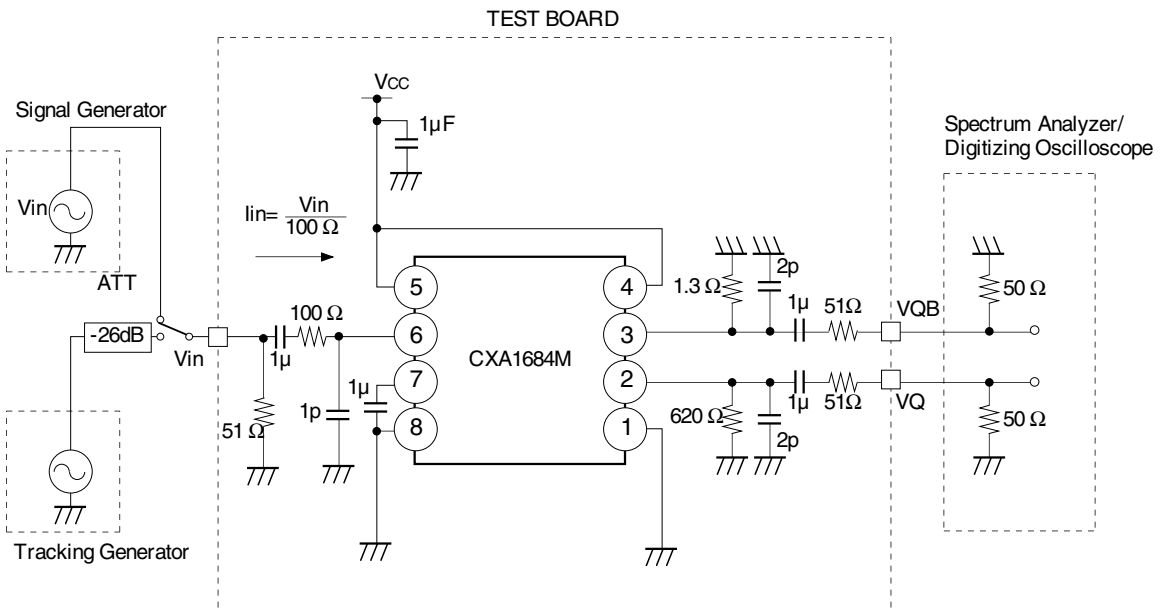 TEST BOARD
Vcc
Signal Generator
1µF
Spectrum Analyzer/
Digitizing Oscilloscope
Vin
Iin= Vin
100 Ω
ATT
5
4
1.3 Ω
2p
1µ
51Ω
VQB
50 Ω
-26dB
Vin
1µ
100 Ω
6
3
CXA1684M
7
2
1µ
1p
51 Ω
8
1
620 Ω
2p
1µ
51Ω
VQ
50 Ω
Tracking Generator